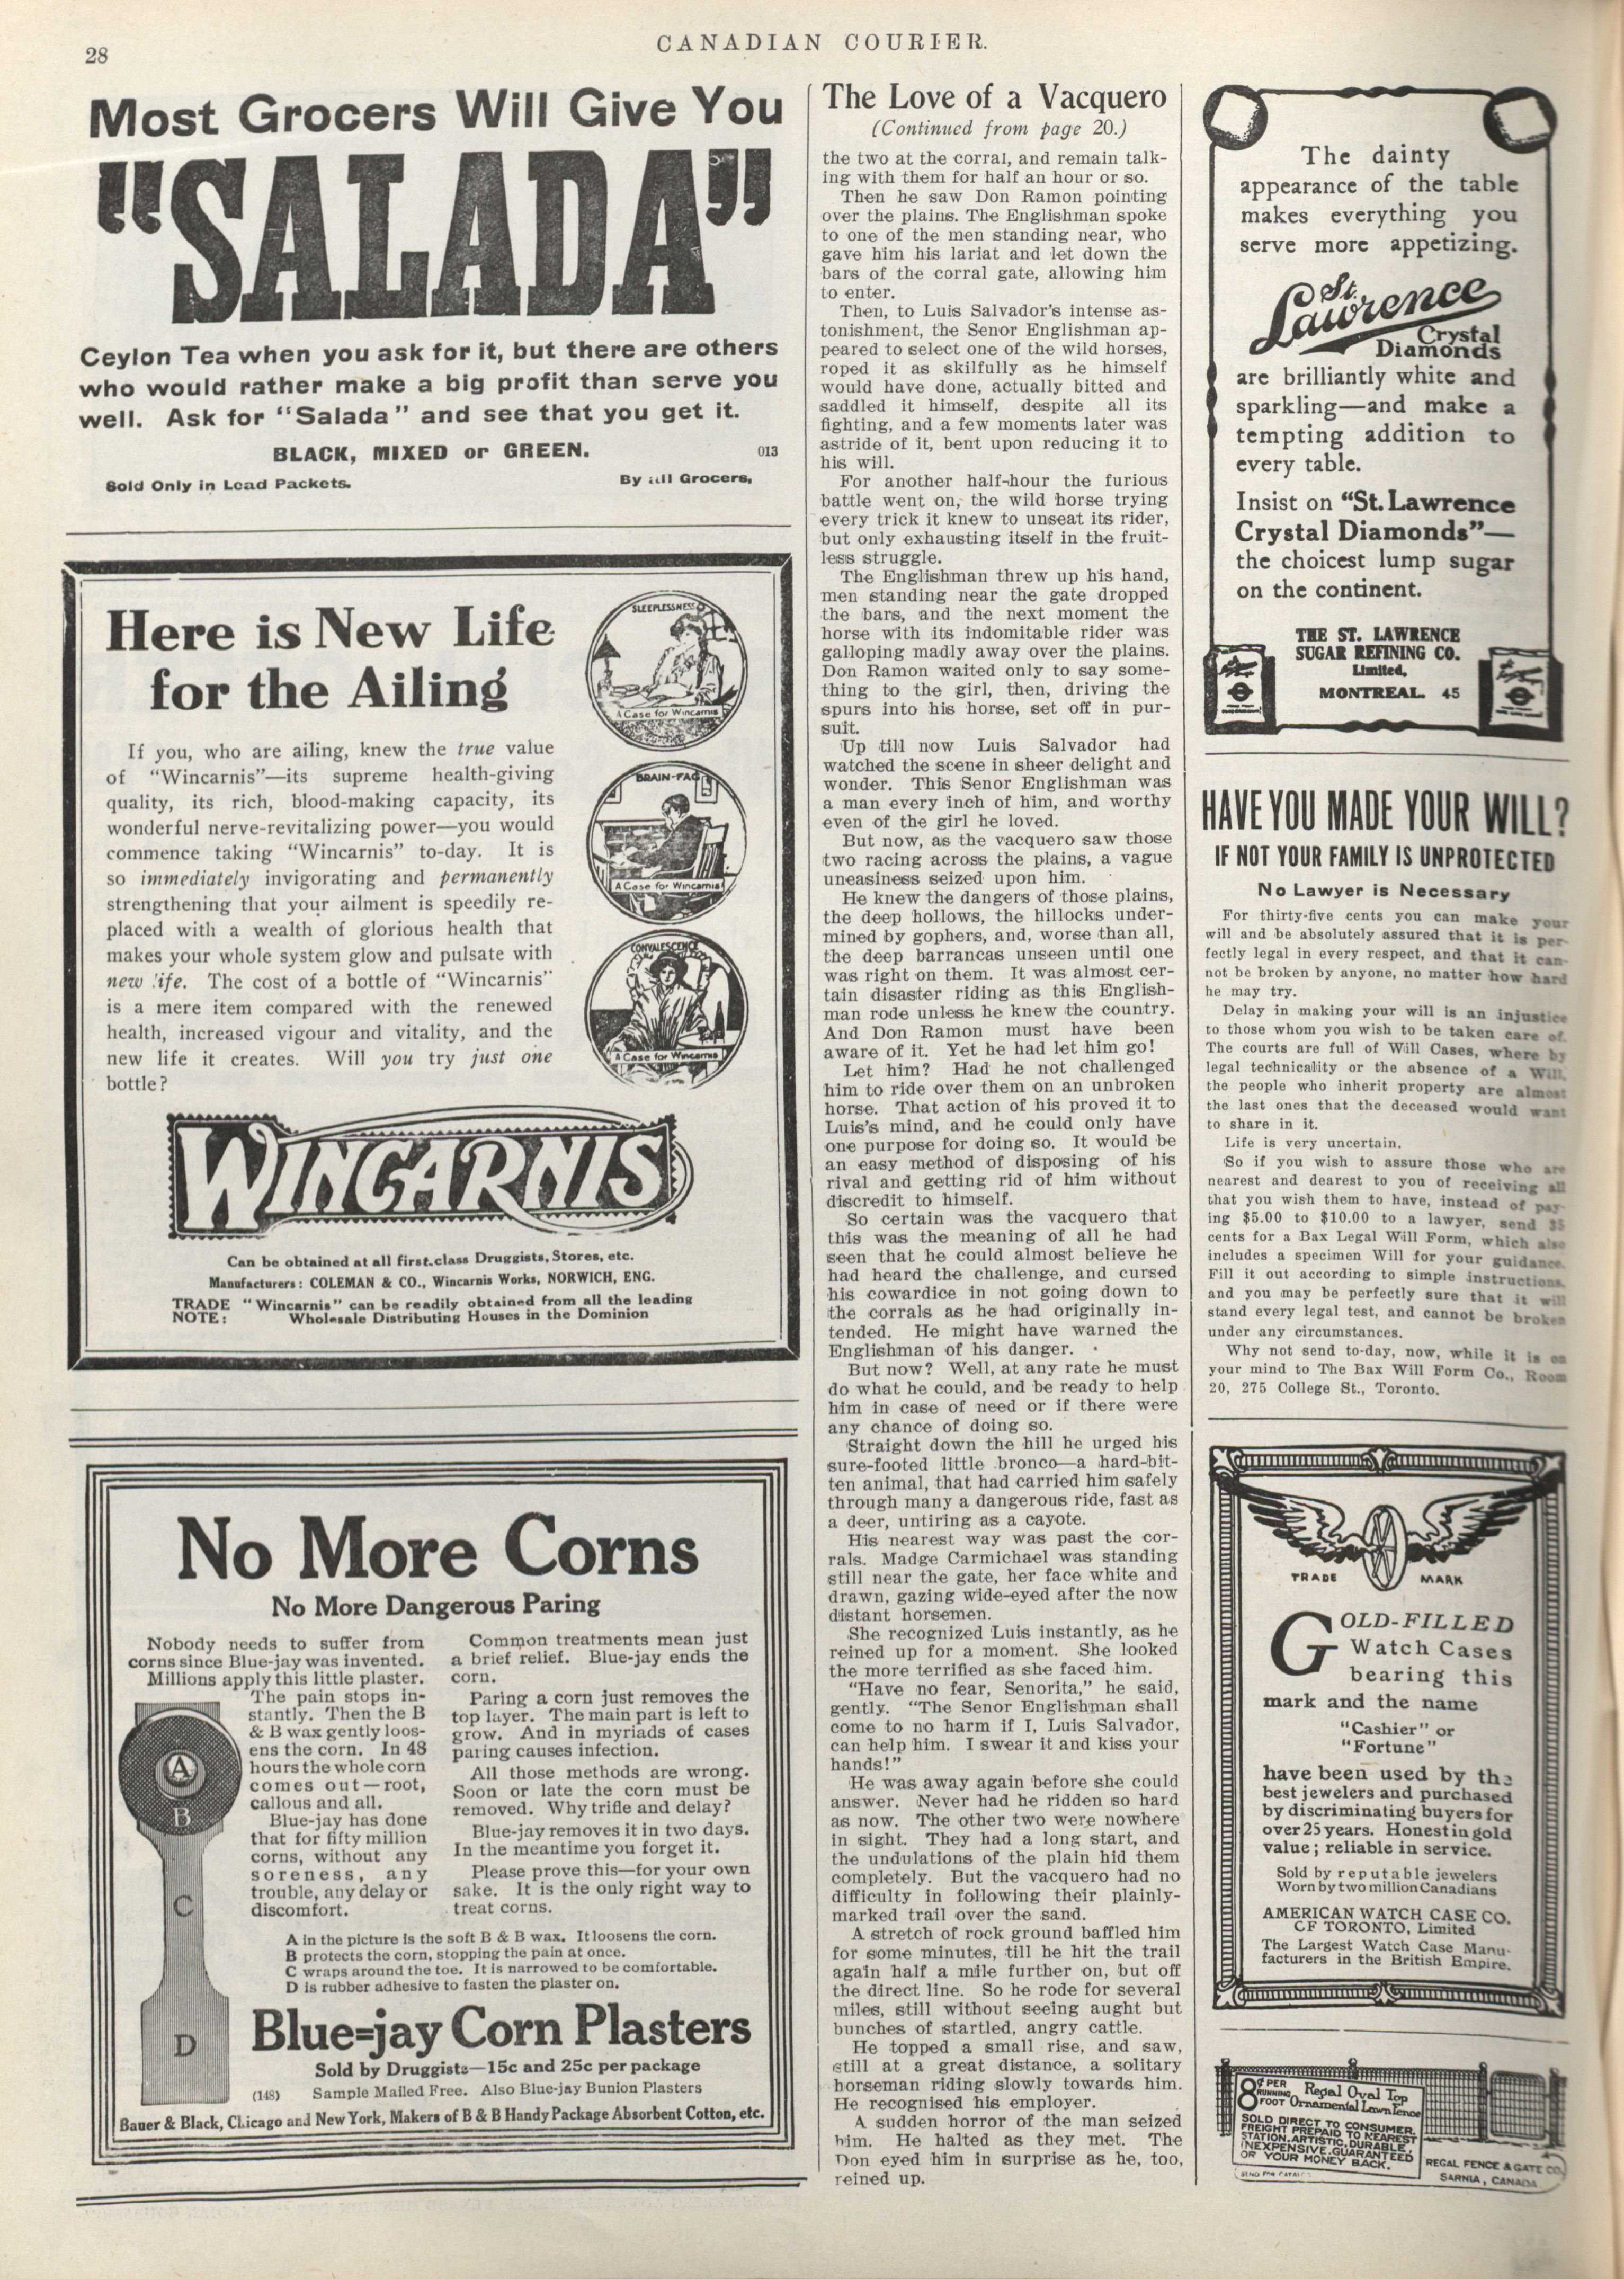 28
CANADIAN COURIER.
Most Grocers Will Give You
"SALADA"
Ceylon Tea when you ask for it, but there are others
who would rather make a big profit than serve you
well. Ask for "Salada" and see that you get it.
BLACK, MIXED or GREEN.
013
Sold Only in Lead Packets.
By all Grocers,
Here is New Life
for the Ailing
If you, who are ailing, knew the true value
of "Wincarnis"—its supreme health-giving
quality, its rich, blood-making capacity, its
wonderful nerve-revitalizing power—you would
commence taking "Wincarnis" to-day. It is
so immediately invigorating and permanently
strengthening that your ailment is speedily re-
placed with a wealth of glorious health that
makes your whole system glow and pulsate with
new life. The cost of a bottle of "Wincarnis"
is a mere item compared with the renewed
health, increased vigour and vitality, and the
new life it creates. Will you try just one
bottle?
SLEEPLESSNESS
A Case for Wincarnis
BRAIN-FAG
A Case for Wincarnis
CONVALESCENCE
A Case for Wincarnis
WINCARNIS
Can be obtained at all first-class Druggists, Stores, etc.
Manufacturers: COLEMAN & CO., Wincarnis Works, NORWICH, ENG.
TRADE "Wincarnis" can be readily obtained from all the leading
NOTE: Wholesale Distributing Houses in the Dominion
No More Corns
No More Dangerous Paring
Nobody needs to suffer from
corns since Blue-jay was invented.
Millions apply this little plaster.
The pain stops in-
stantly. Then the B
& B wax gently loos-
ens the corn. In 48
hours the whole corn
comes out—root,
callous and all.
Blue-jay has done
that for fifty million
corns, without any
soreness, any
trouble, any delay or
discomfort.
Common treatments mean just
a brief relief. Blue-jay ends the
corn.
Paring a corn just removes the
top layer. The main part is left to
grow. And in myriads of cases
paring causes infection.
All those methods are wrong.
Soon or late the corn must be
removed. Why trifle and delay?
Blue-jay removes it in two days.
In the meantime you forget it.
Please prove this—for your own
sake. It is the only right way to
treat corns.
A
B
C
D
A in the picture is the soft B & B wax. It loosens the corn.
B protects the corn, stopping the pain at once.
C wraps around the toe. It is narrowed to be comfortable.
D is rubber adhesive to fasten the plaster on.
Blue=jay Corn Plasters
Sold by Druggists—15c and 25c per package
(148) Sample Mailed Free. Also Blue-jay Bunion Plasters
Bauer & Black, Chicago and New York, Makers of B & B Handy Package Absorbent Cotton, etc.
The Love of a Vacquero
(Continued from page 20.)
the two at the corral, and remain talk-
ing with them for half an hour or so.
Then he saw Don Ramon pointing
over the plains. The Englishman spoke
to one of the men standing near, who
gave him his lariat and let down the
bars of the corral gate, allowing him
to enter.
Then, to Luis Salvador's intense as-
tonishment, the Senor Englishman ap-
peared to select one of the wild horses,
roped it as skilfully as he himself
would have done, actually bitted and
saddled it himself, despite all its
fighting, and a few moments later was
astride of it, bent upon reducing it to
his will.
For another half-hour the furious
battle went on, the wild horse trying
every trick it knew to unseat its rider,
but only exhausting itself in the fruit-
less struggle.
The Englishman threw up his hand,
men standing near the gate dropped
the bars, and the next moment the
horse with its indomitable rider was
galloping madly away over the plains.
Don Ramon waited only to say some-
thing to the girl, then, driving the
spurs into his horse, set off in pur-
suit.
Up till now Luis Salvador had
watched the scene in sheer delight and
wonder. This Senor Englishman was
a man every inch of him, and worthy
even of the girl he loved.
But now, as the vacquero saw those
two racing across the plains, a vague
uneasiness seized upon him.
He knew the dangers of those plains,
the deep hollows, the hillocks under-
mined by gophers, and, worse than all,
the deep barrancas unseen until one
was right on them. It was almost cer-
tain disaster riding as this English-
man rode unless he knew the country.
And Don Ramon must have been
aware of it. Yet he had let him go!
Let him? Had he not challenged
him to ride over them on an unbroken
horse. That action of his proved it to
Luis's mind, and he could only have
one purpose for doing so. It would be
an easy method of disposing of his
rival and getting rid of him without
discredit to himself.
So certain was the vacquero that
this was the meaning of all he had
seen that he could almost believe he
had heard the challenge, and cursed
his cowardice in not going down to
the corrals as he had originally in-
tended. He might have warned the
Englishman of his danger.
But now? Well, at any rate he must
do what he could, and be ready to help
him in case of need or if there were
any chance of doing so.
Straight down the hill he urged his
sure-footed little bronco—a hard-bit-
ten animal, that had carried him safely
through many a dangerous ride, fast as
a deer, untiring as a cayote.
His nearest way was past the cor-
rals. Madge Carmichael was standing
still near the gate, her face white and
drawn, gazing wide-eyed after the now
distant horsemen.
She recognized Luis instantly, as he
reined up for a moment. She looked
the more terrified as she faced him.
"Have no fear, Senorita," he said,
gently. "The Senor Englishman shall
come to no harm if I, Luis Salvador,
can help him. I swear it and kiss your
hands!"
He was away again before she could
answer. Never had he ridden so hard
as now. The other two were nowhere
in sight. They had a long start, and
the undulations of the plain hid them
completely. But the vacquero had no
difficulty in following their plainly-
marked trail over the sand.
A stretch of rock ground baffled him
for some minutes, till he hit the trail
again half a mile further on, but off
the direct line. So he rode for several
miles, still without seeing aught but
bunches of startled, angry cattle.
He topped a small rise, and saw,
still at a great distance, a solitary
horseman riding slowly towards him.
He recognised his employer.
A sudden horror of the man seized
him. He halted as they met. The
Don eyed him in surprise as he, too,
reined up.
The dainty
appearance of the table
makes everything you
serve more appetizing.
St.
Lawrence
Crystal
Diamonds
are brilliantly white and
sparkling—and make a
tempting addition to
every table.
Insist on "St. Lawrence
Crystal Diamonds"—
the choicest lump sugar
on the continent.
THE ST. LAWRENCE
SUGAR REFINING CO.
Limited,
MONTREAL. 45
HAVE YOU MADE YOUR WILL?
IF NOT YOUR FAMILY IS UNPROTECTED
No Lawyer is Necessary
For thirty-five cents you can make your
will and be absolutely assured that it is per-
fectly legal in every respect, and that it can-
not be broken by anyone, no matter how hard
he may try.
Delay in making your will is an injustice
to those whom you wish to be taken care of.
The courts are full of Will Cases, where by
legal technicality or the absence of a Will,
the people who inherit property are almost
the last ones that the deceased would want
to share in it.
Life is very uncertain.
So if you wish to assure those who are
nearest and dearest to you of receiving all
that you wish them to have, instead of pay-
ing $5.00 to $10.00 to a lawyer, send 35
cents for a Bax Legal Will Form, which also
includes a specimen Will for your guidance.
Fill it out according to simple instructions,
and you may be perfectly sure that it will
stand every legal test, and cannot be broken
under any circumstances.
Why not send to-day, now, while it is on
your mind to The Bax Will Form Co., Room
20, 275 College St., Toronto.
TRADE MARK
GOLD-FILLED
Watch Cases
bearing this
mark and the name
"Cashier" or
"Fortune"
have been used by the
best jewelers and purchased
by discriminating buyers for
over 25 years. Honest in gold
value; reliable in service.
Sold by reputable jewelers
Worn by two million Canadians
AMERICAN WATCH CASE CO.
OF TORONTO, Limited
The Largest Watch Case Manu-
facturers in the British Empire.
8¢ PER RUNNING FOOT
Regal Oval Top
Ornamental Lawn Fence
SOLD DIRECT TO CONSUMER.
FREIGHT PREPAID TO NEAREST
STATION. ARTISTIC, DURABLE,
INEXPENSIVE. GUARANTEED
OR YOUR MONEY BACK.
REGAL FENCE & GATE CO.
SARNIA, CANADA